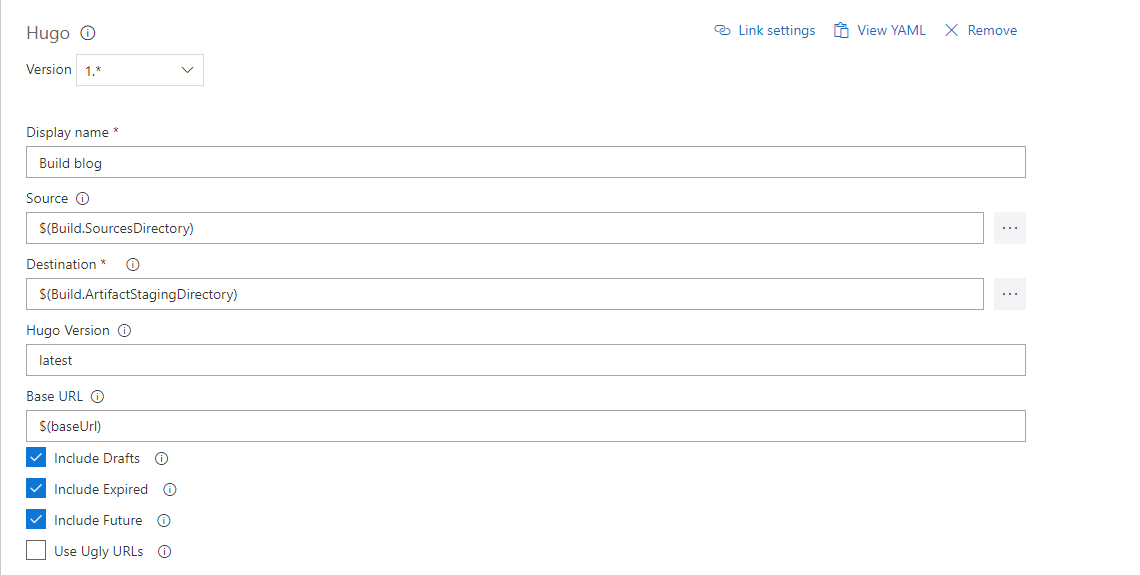 Hugo
Link settings View YAML Remove
Version 1.*
Display name *
Build blog
Source
$(Build.SourcesDirectory)
Destination *
$(Build.ArtifactStagingDirectory)
Hugo Version
latest
Base URL
$(baseUrl)
Include Drafts
Include Expired
Include Future
Use Ugly URLs